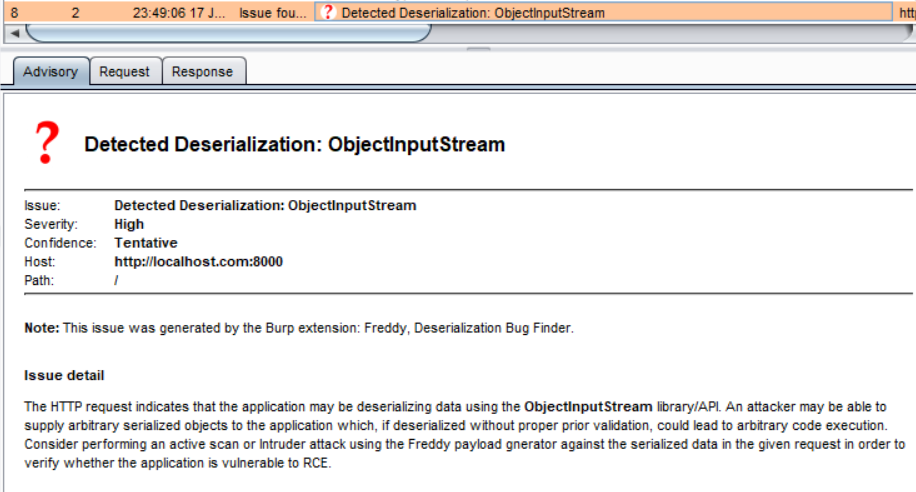 8 2 23:49:06 17 J... Issue fou... ? Detected Deserialization: ObjectInputStream htt
Advisory Request Response
? Detected Deserialization: ObjectInputStream
Issue: Detected Deserialization: ObjectInputStream
Severity: High
Confidence: Tentative
Host: http://localhost.com:8000
Path: /
Note: This issue was generated by the Burp extension: Freddy, Deserialization Bug Finder.
Issue detail
The HTTP request indicates that the application may be deserializing data using the ObjectInputStream library/API. An attacker may be able to
supply arbitrary serialized objects to the application which, if deserialized without proper prior validation, could lead to arbitrary code execution.
Consider performing an active scan or Intruder attack using the Freddy payload gnerator against the serialized data in the given request in order to
verify whether the application is vulnerable to RCE.